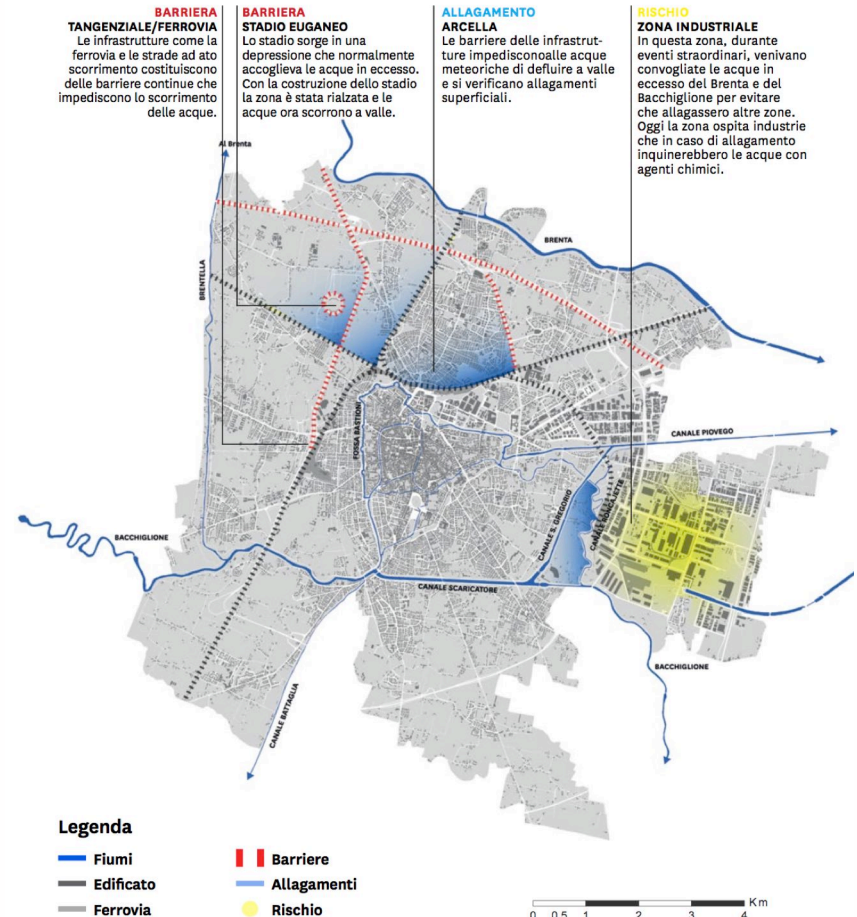 BARRIERA
TANGENZIALE/FERROVIA
Le infrastrutture come la
ferrovia e le strade ad ato
scorrimento costituiscono
delle barriere continue che
impediscono lo scorrimento
delle acque.
BARRIERA
STADIO EUGANEO
Lo stadio sorge in una
depressione che normalmente
accoglieva le acque in eccesso.
Con la costruzione dello stadio
la zona è stata rialzata e le
acque ora scorrono a valle.
ALLAGAMENTO
ARCELLA
Le barriere delle infrastrut-
ture impedisconoalle acque
meteoriche di defluire a valle
e si verificano allagamenti
superficiali.
RISCHIO
ZONA INDUSTRIALE
In questa zona, durante
eventi straordinari, venivano
convogliate le acque in
eccesso del Brenta e del
Bacchiglione per evitare
che allagassero altre zone.
Oggi la zona ospita industrie
che in caso di allagamento
inquinerebbero le acque con
agenti chimici.
Al Brenta
BRENTA
BRENTELLA
FOSSA BASTIONI
CANALE PIOVEGO
CANALE S. GREGORIO
CANALE RONCAJETTE
BACCHIGLIONE
CANALE SCARICATORE
BACCHIGLIONE
CANALE BATTAGLIA
Legenda
Fiumi
Edificato
Ferrovia
Barriere
Allagamenti
Rischio
Km
0 0.5 1 2 3 4